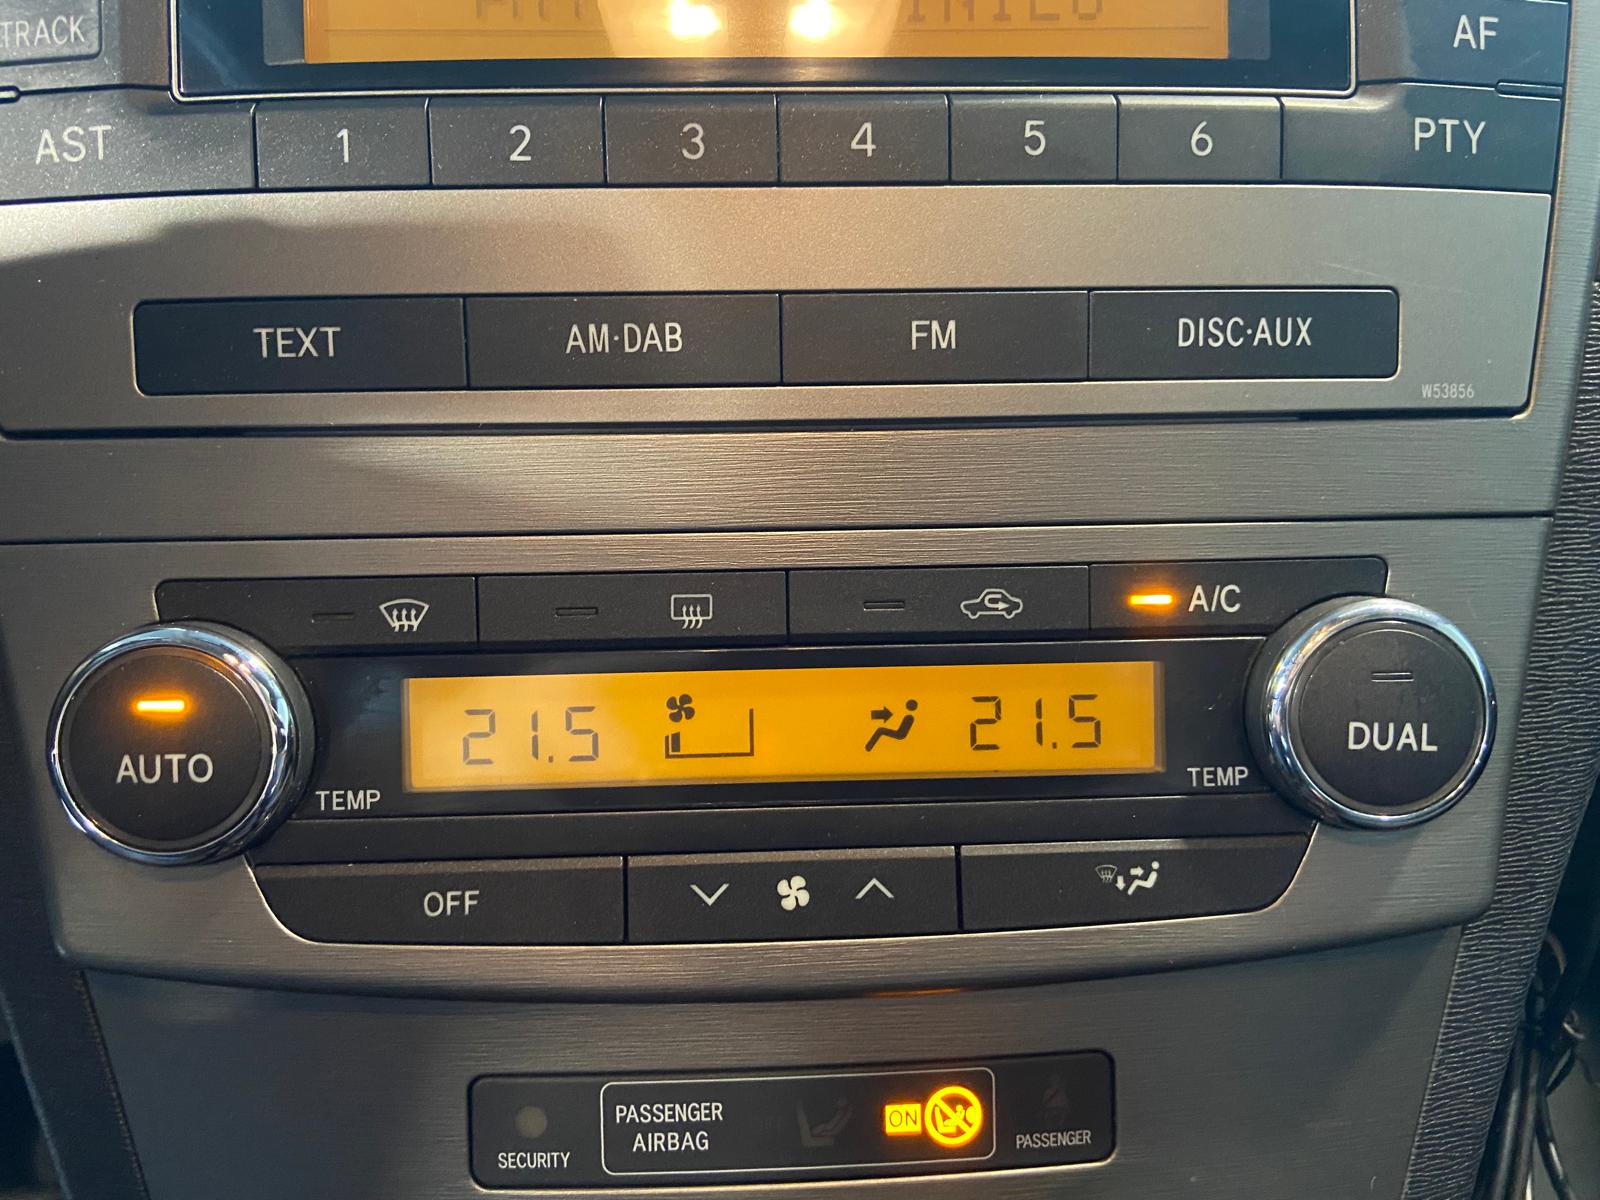 TRACK
AF
AST
1
2
3
4
5
6
PTY
TEXT
AM·DAB
FM
DISC·AUX
W53856
A/C
AUTO
TEMP
21.5
21.5
TEMP
DUAL
OFF
SECURITY
PASSENGER
AIRBAG
ON
PASSENGER